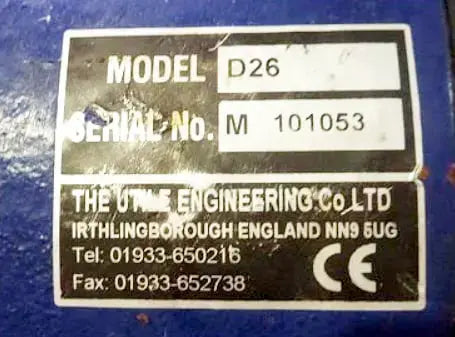 MODEL D26
SERIAL No. M 101053
THE UTILE ENGINEERING Co LTD
IRTHLINGBOROUGH ENGLAND NN9 5UG
Tel: 01933-650216
Fax: 01933-652738
CE